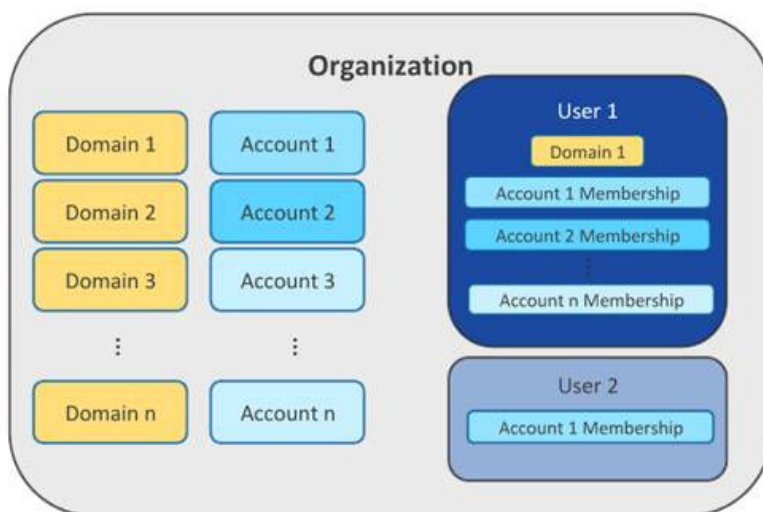 Organization
Domain 1
Domain 2
Domain 3
⋮
Domain n
Account 1
Account 2
Account 3
⋮
Account n
User 1
Domain 1
Account 1 Membership
Account 2 Membership
⋮
Account n Membership
User 2
Account 1 Membership